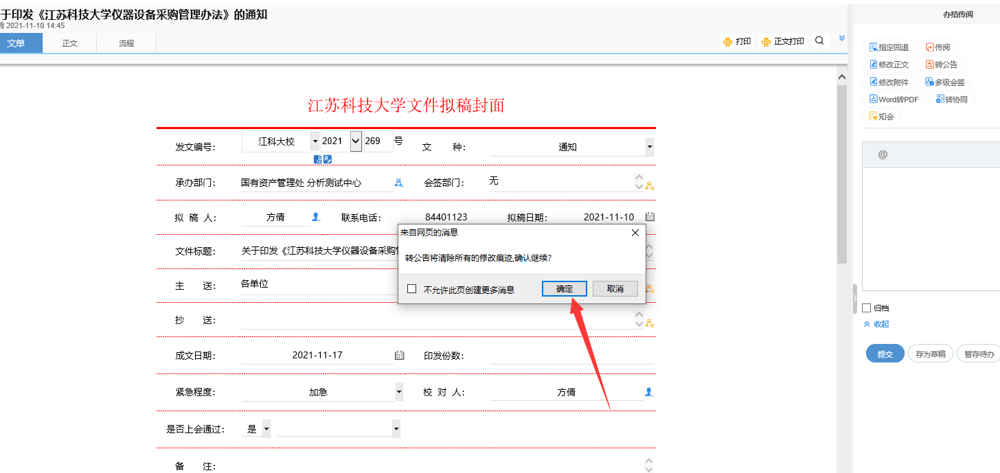 于印发《江苏科技大学仪器设备采购管理办法》的通知
2021-11-10 14:45
文单 正文 流程 打印 正文打印
江苏科技大学文件拟稿封面
发文编号: 江科大校 2021 269 号 文 种: 通知
承办部门: 国有资产管理处 分析测试中心 会签部门: 无
拟 稿 人: 方倩 联系电话: 84401123 拟稿日期: 2021-11-10
文件标题: 关于印发《江苏科技大学仪器设备采购
主 送: 各单位
抄 送:
成文日期: 2021-11-17 印发份数:
紧急程度: 加急 校 对 人: 方倩
是否上会通过: 是
备 注:
来自网页的消息
转公告将清除所有的修改痕迹,确认继续?
不允许此页创建更多消息 确定 取消
办结传阅
指定回退 传阅
修改正文 转公告
修改附件 多级会签
Word转PDF 转协同
知会
@
归档
收起
提交 存为草稿 暂存待办